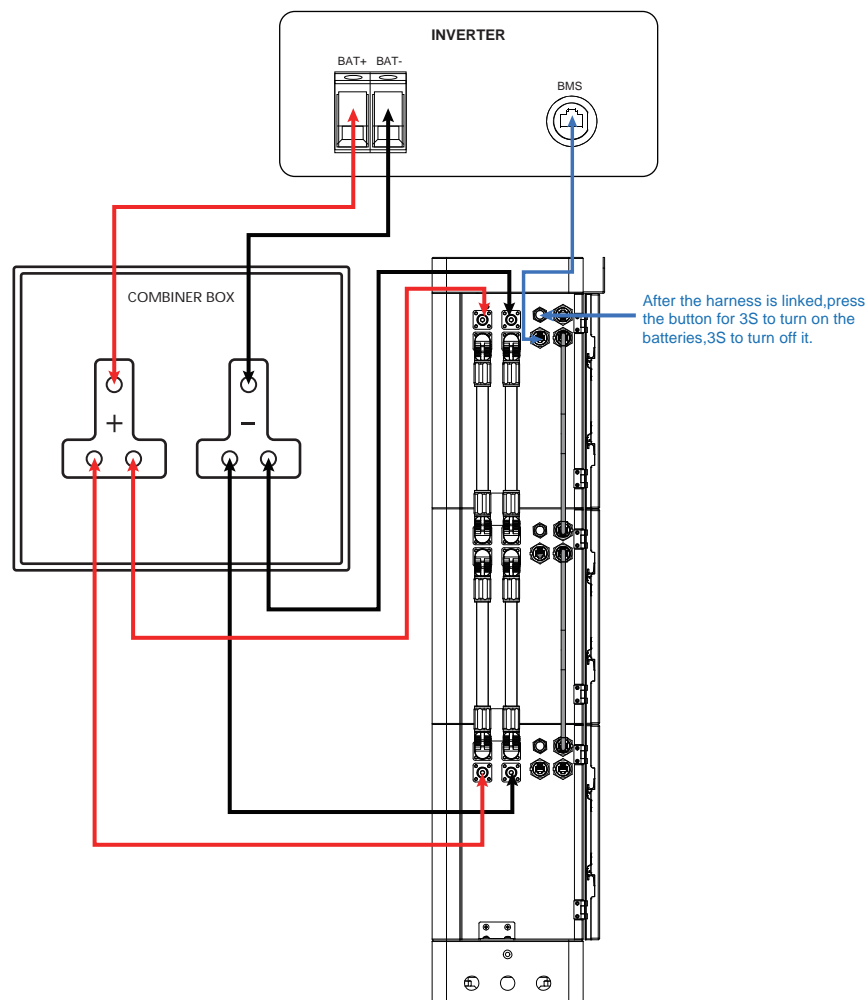 INVERTER
BAT+ BAT-
BMS
COMBINER BOX
After the harness is linked,press
the button for 3S to turn on the
batteries,3S to turn off it.
+ -